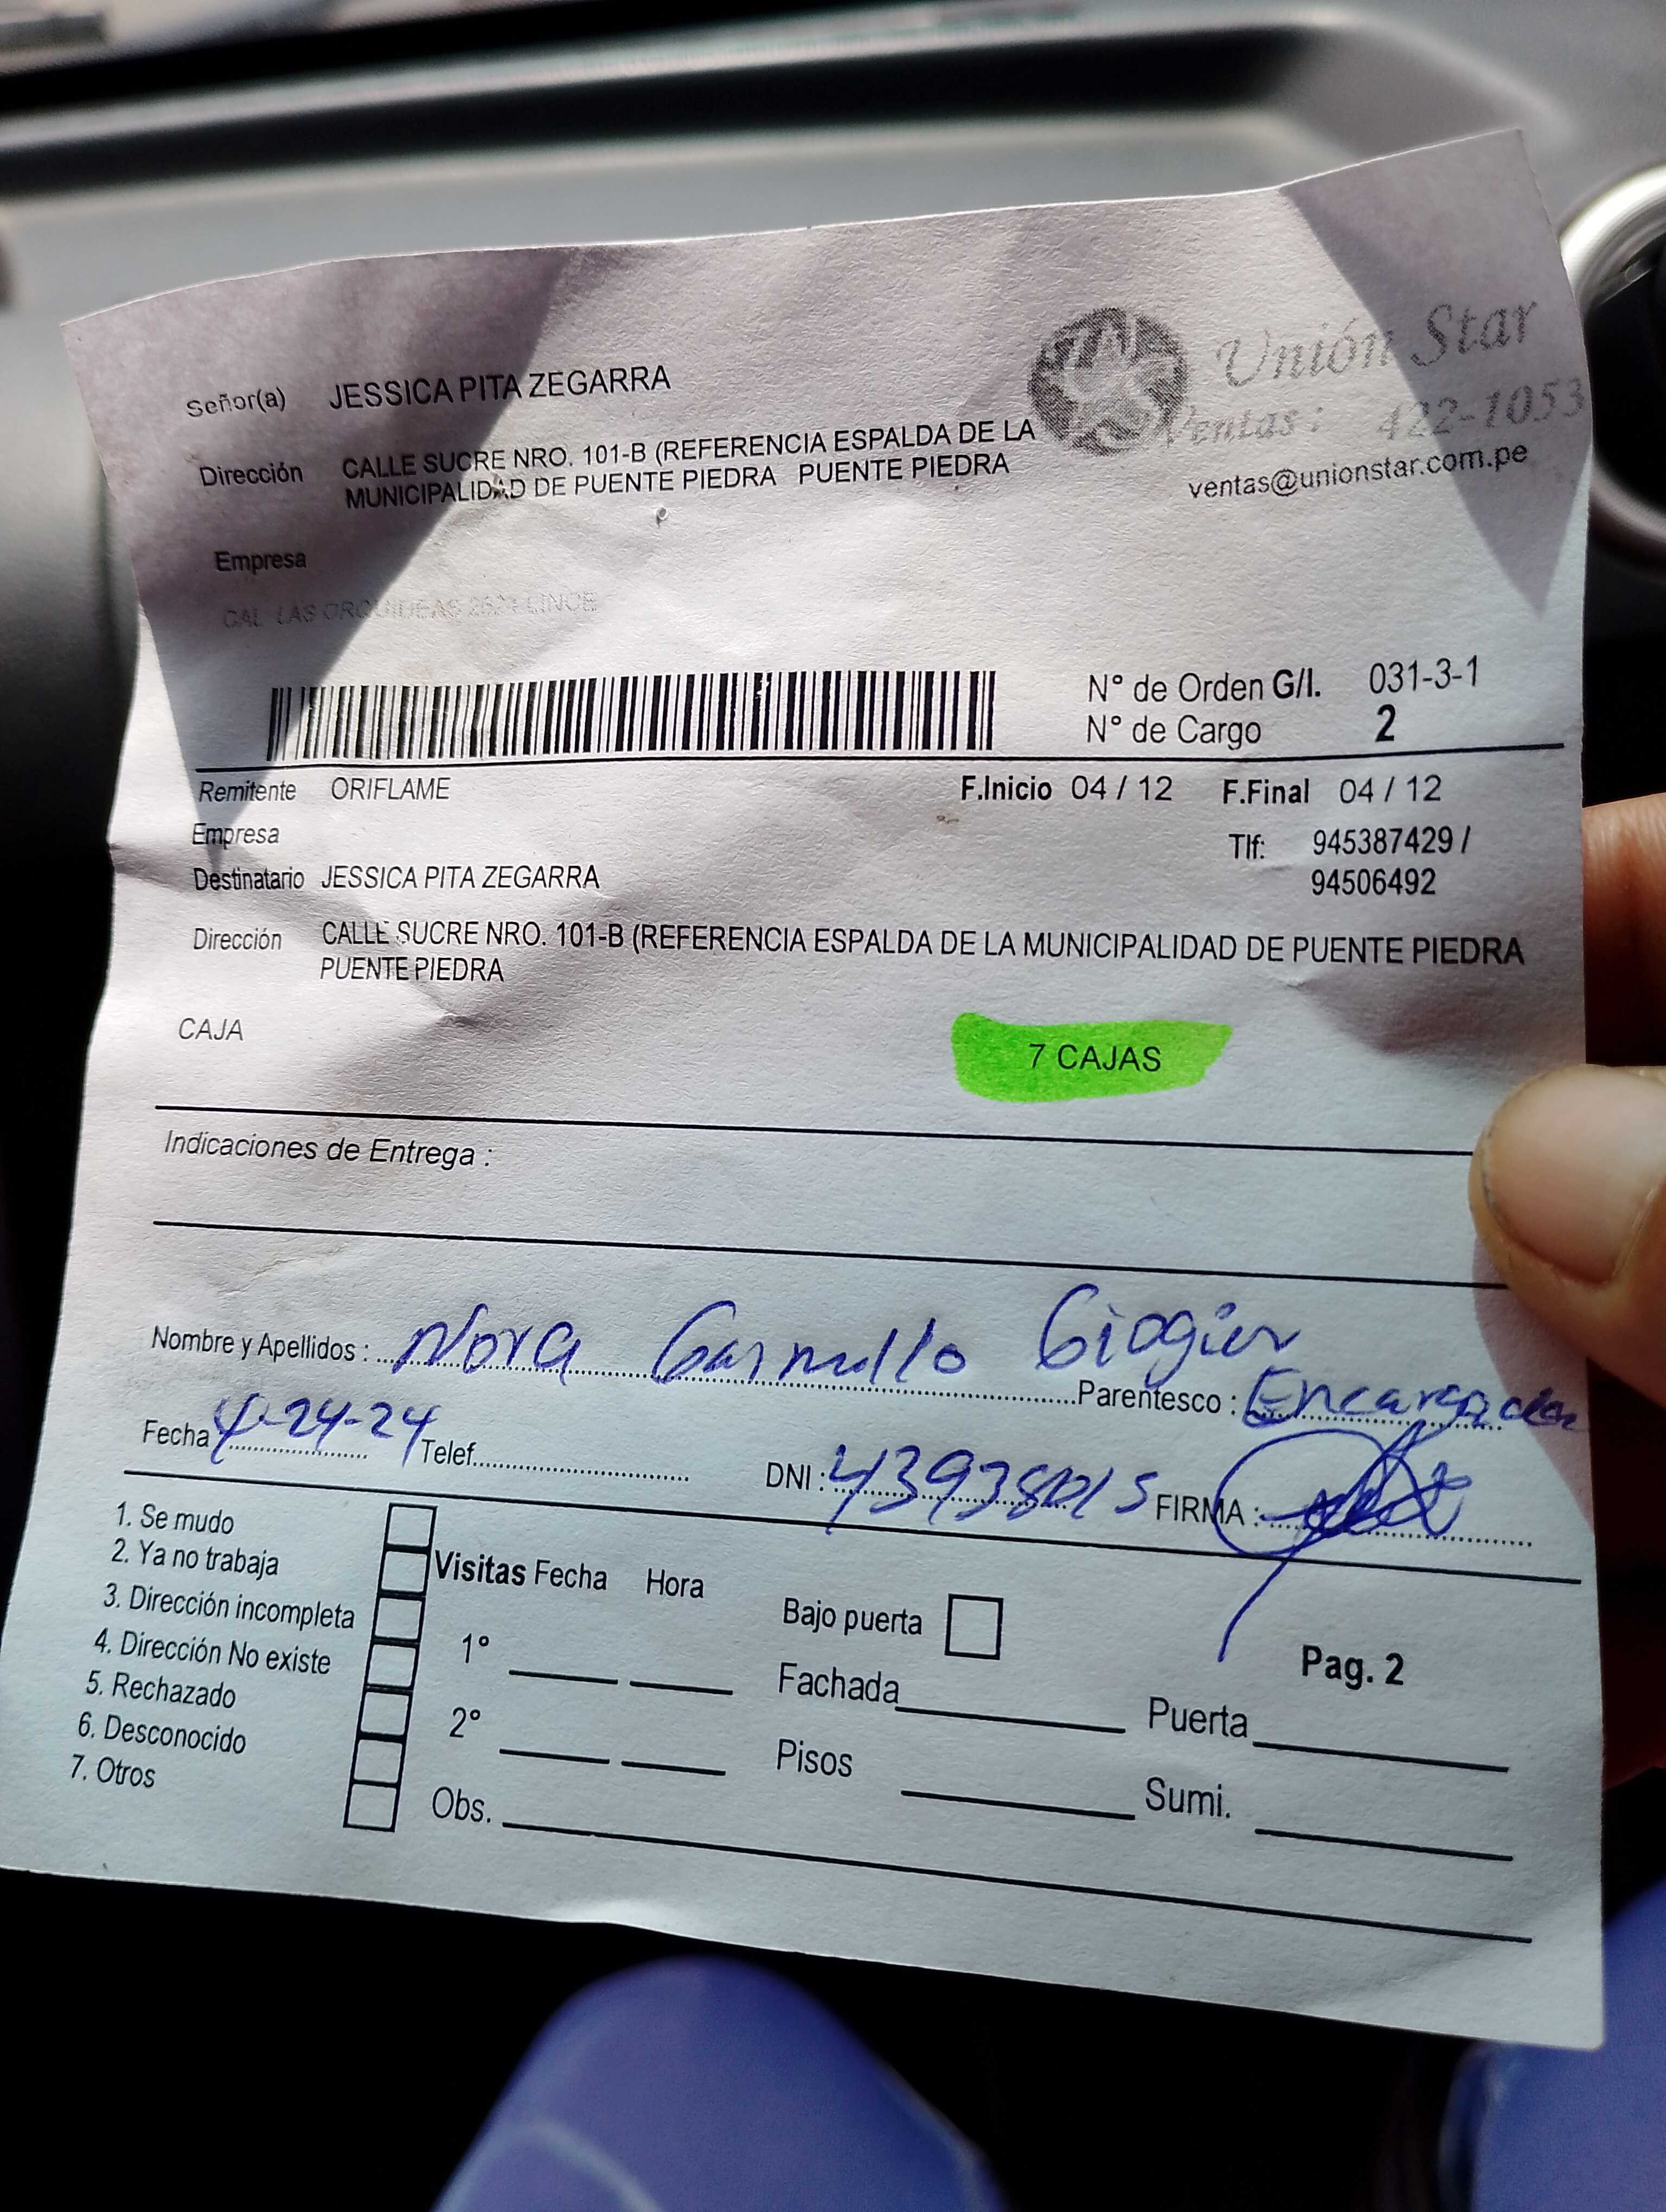 Unión Star
Ventas: 422-1053
ventas@unionstar.com.pe
Señor(a) JESSICA PITA ZEGARRA
Dirección CALLE SUCRE NRO. 101-B (REFERENCIA ESPALDA DE LA
MUNICIPALIDAD DE PUENTE PIEDRA PUENTE PIEDRA
Empresa
CAL LAS ORQUIDEAS LINCE
N° de Orden G/I. 031-3-1
N° de Cargo 2
Remitente ORIFLAME F.Inicio 04 / 12 F.Final 04 / 12
Empresa Tlf: 945387429 /
Destinatario JESSICA PITA ZEGARRA 94506492
Dirección CALLE SUCRE NRO. 101-B (REFERENCIA ESPALDA DE LA MUNICIPALIDAD DE PUENTE PIEDRA
PUENTE PIEDRA
CAJA 7 CAJAS
Indicaciones de Entrega :
Nombre y Apellidos : Nora
Parentesco : Encargada
Fecha Telef. DNI : FIRMA :
1. Se mudo
2. Ya no trabaja
3. Dirección incompleta
4. Dirección No existe
5. Rechazado
6. Desconocido
7. Otros
Visitas Fecha Hora
1°
2°
Obs.
Bajo puerta
Fachada
Pisos
Pag. 2
Puerta
Sumi.